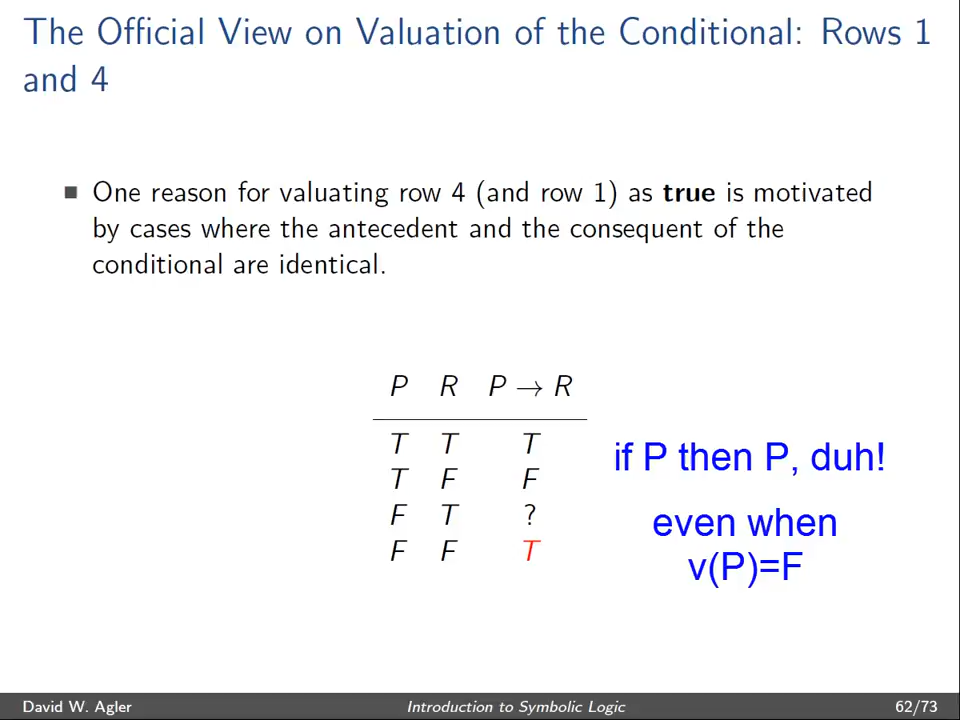 The Official View on Valuation of the Conditional: Rows 1
and 4
■ One reason for valuating row 4 (and row 1) as true is motivated
by cases where the antecedent and the consequent of the
conditional are identical.
P R P → R
T T T
T F F
F T ?
F F T
if P then P, duh!
even when
v(P)=F
David W. Agler Introduction to Symbolic Logic 62/73